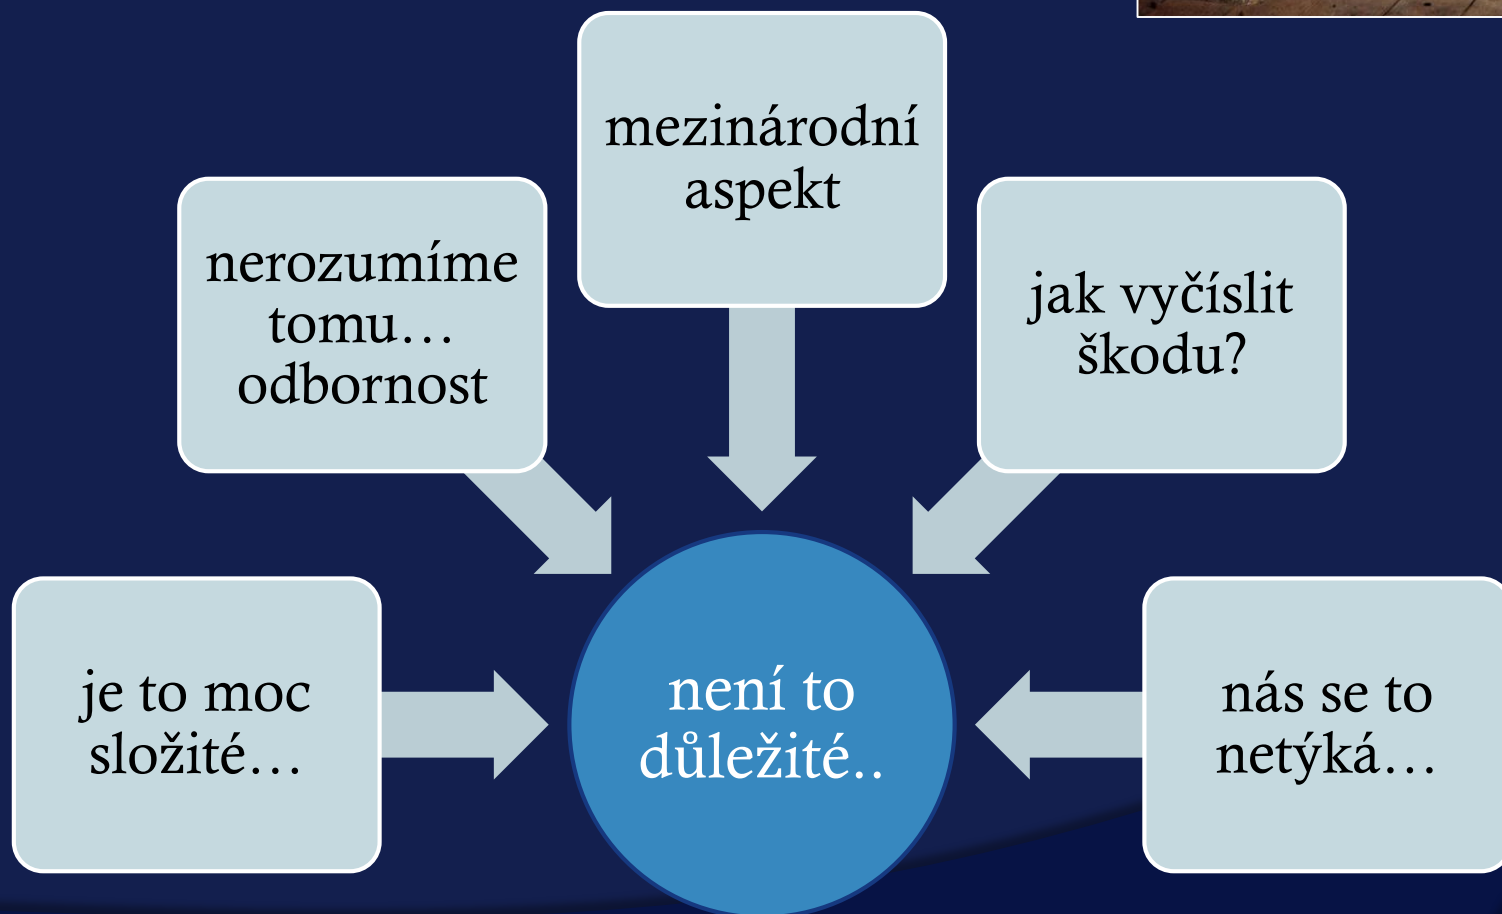 mezinárodní
aspekt
nerozumíme
tomu…
odbornost
jak vyčíslit
škodu?
je to moc
složité…
není to
důležité..
nás se to
netýká…